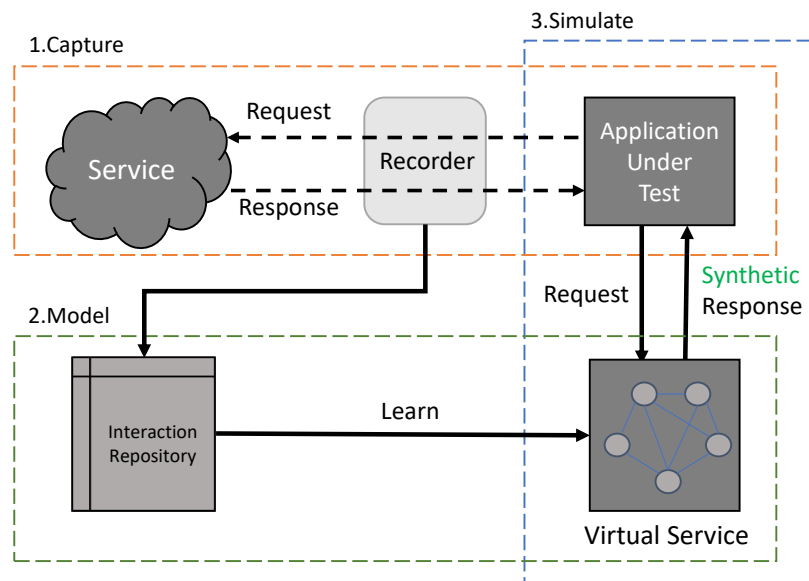 3.Simulate
1.Capture
Request
Service
Recorder
Application
Under
Test
Response
Request
Synthetic
Response
2.Model
Interaction
Repository
Learn
Virtual Service